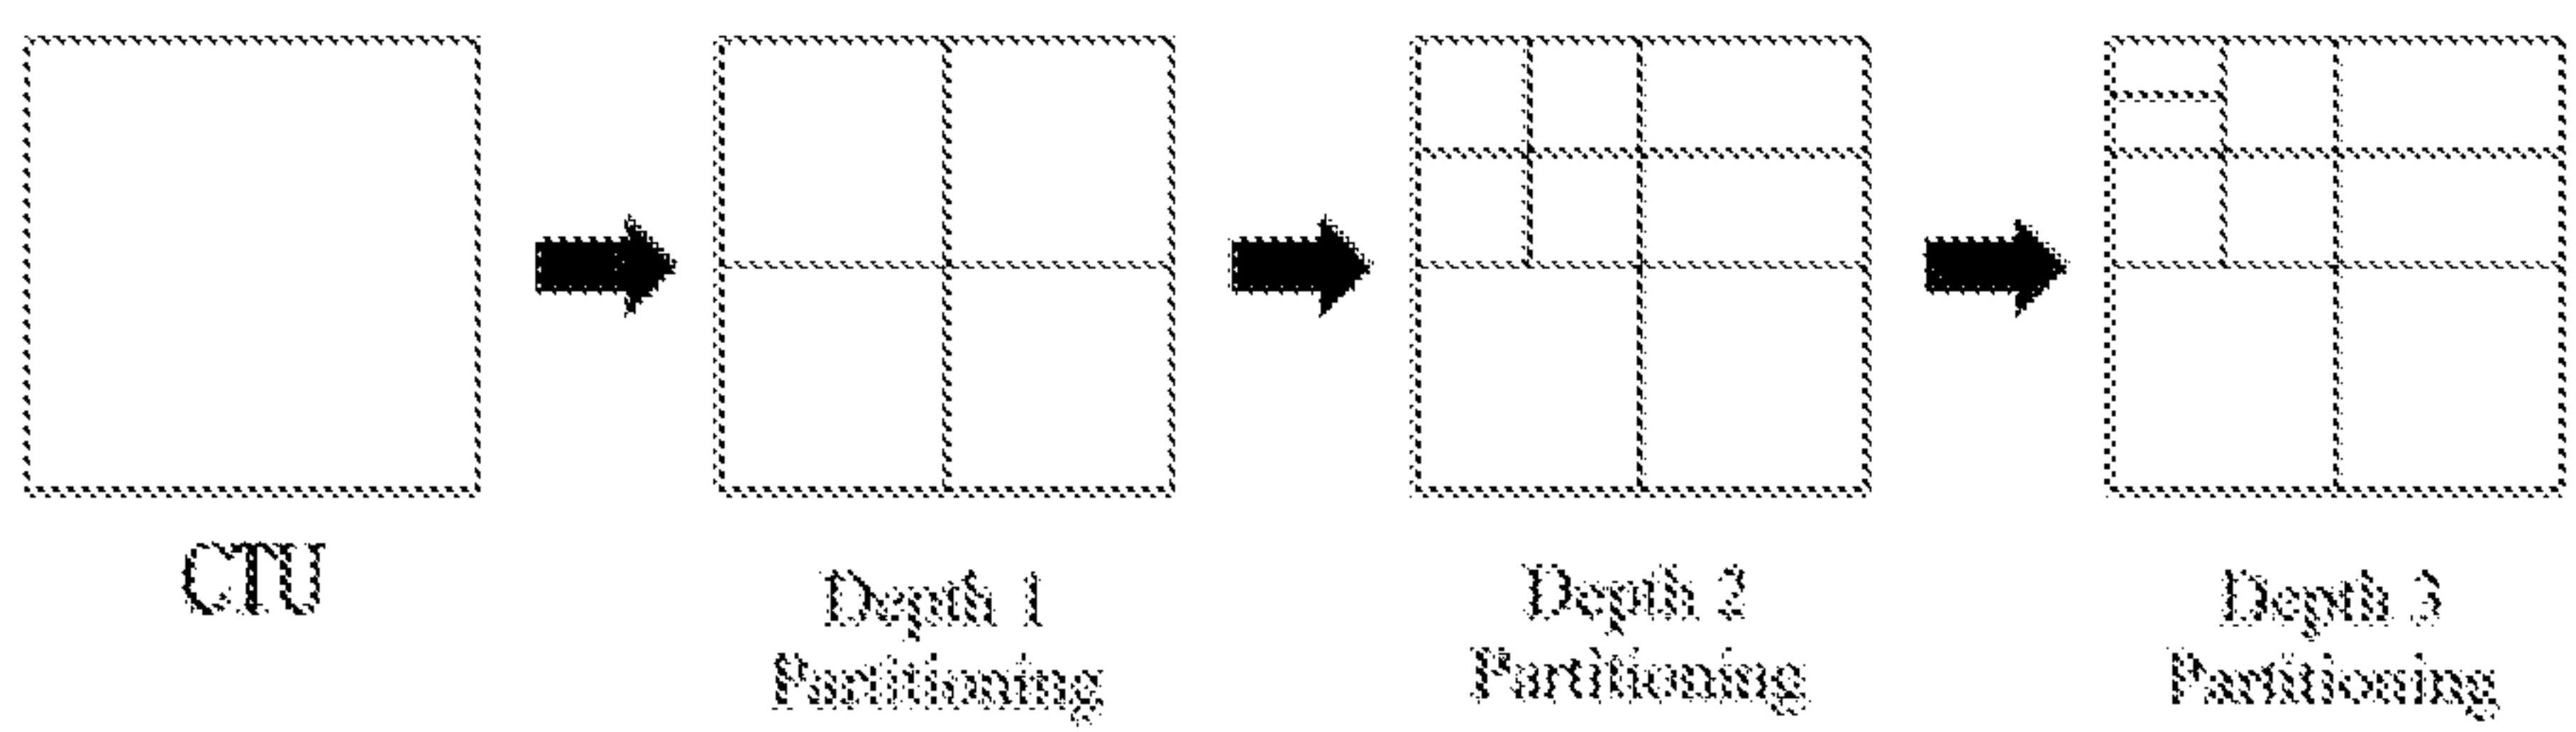 CTU
Depth 1
Partitioning
Depth 2
Partitioning
Depth 3
Partitioning